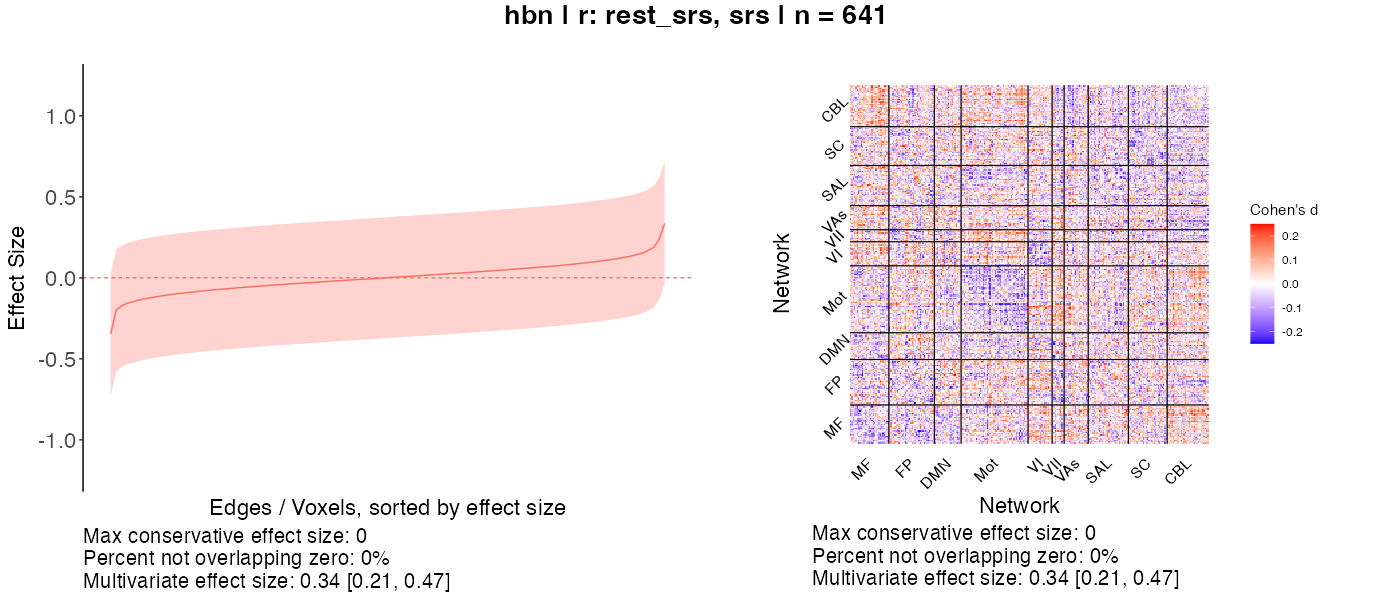 hbn | r: rest_srs, srs | n = 641
Effect Size
1.0
0.5
0.0
-0.5
-1.0
Edges / Voxels, sorted by effect size
Max conservative effect size: 0
Percent not overlapping zero: 0%
Multivariate effect size: 0.34 [0.21, 0.47]
Network
CBL
SC
SAL
VAs
VII
VI
Mot
DMN
FP
MF
MF FP DMN Mot VI VII VAs SAL SC CBL
Network
Max conservative effect size: 0
Percent not overlapping zero: 0%
Multivariate effect size: 0.34 [0.21, 0.47]
Cohen's d
0.2
0.1
0.0
-0.1
-0.2